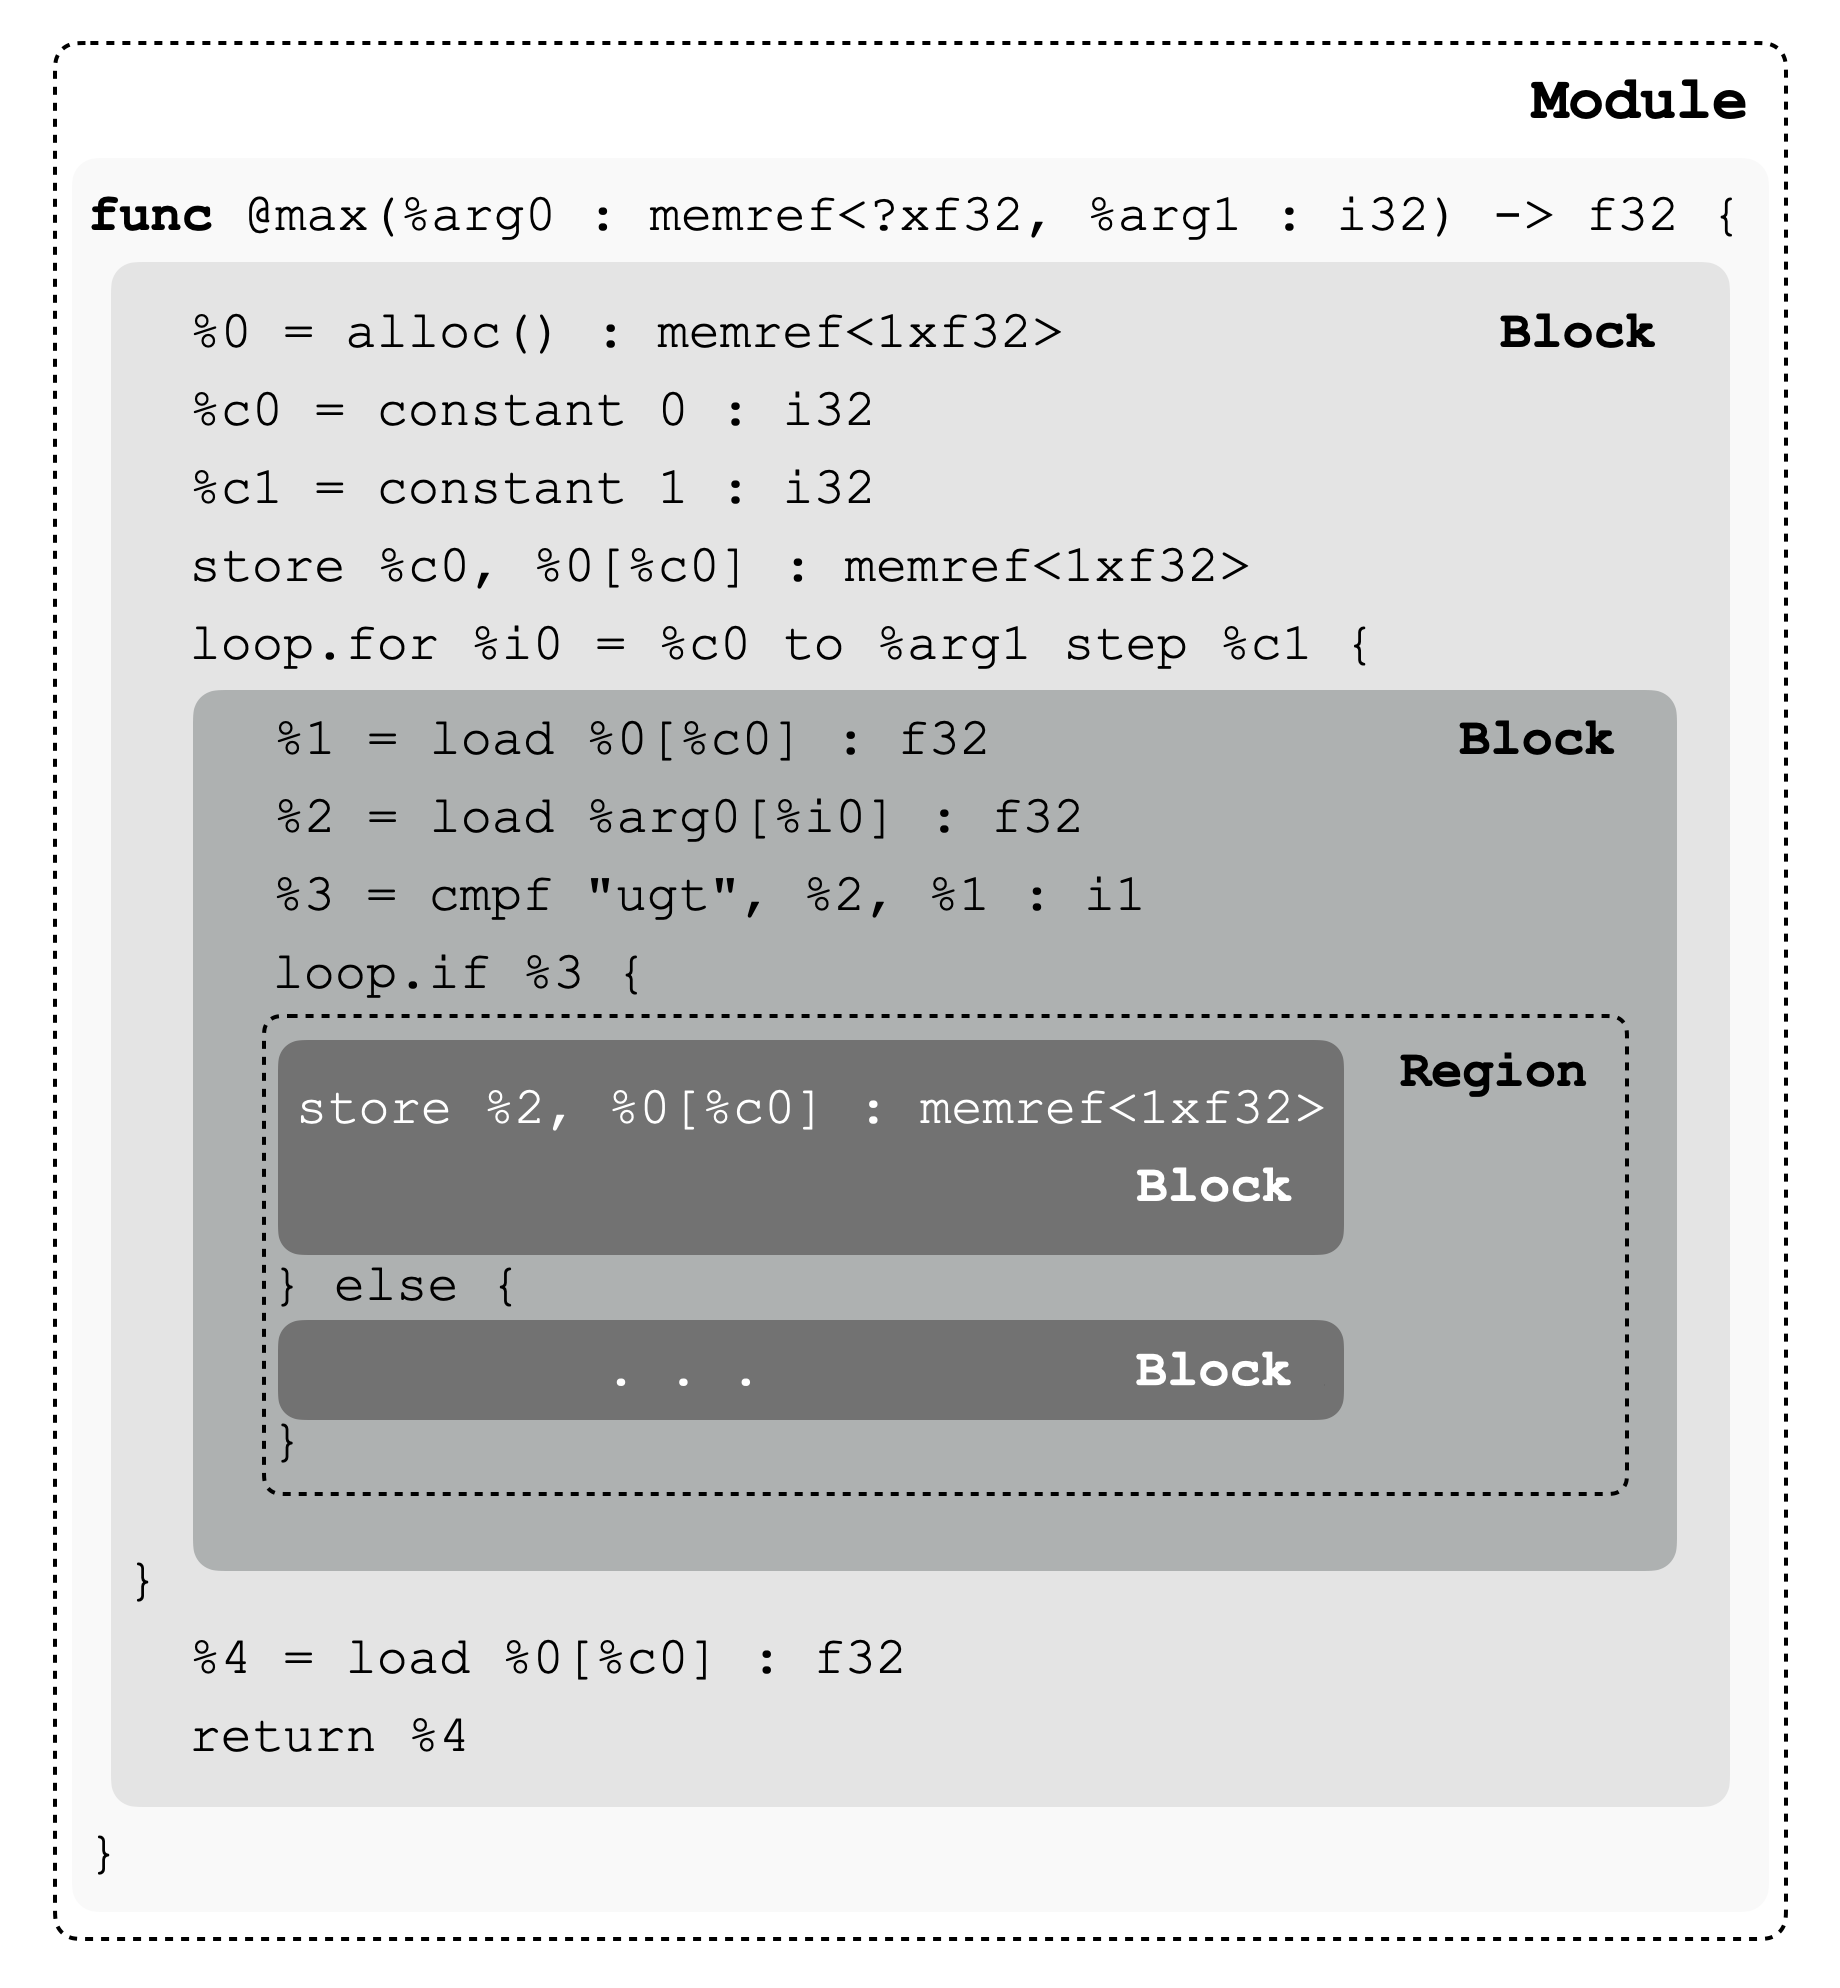 Module
func @max(%arg0 : memref<?xf32, %arg1 : i32) -> f32 {
%0 = alloc() : memref<1xf32> Block
%c0 = constant 0 : i32
%c1 = constant 1 : i32
store %c0, %0[%c0] : memref<1xf32>
loop.for %i0 = %c0 to %arg1 step %c1 {
%1 = load %0[%c0] : f32 Block
%2 = load %arg0[%i0] : f32
%3 = cmpf "ugt", %2, %1 : i1
loop.if %3 {
Region
store %2, %0[%c0] : memref<1xf32>
Block
} else {
. . . Block
}
}
%4 = load %0[%c0] : f32
return %4
}